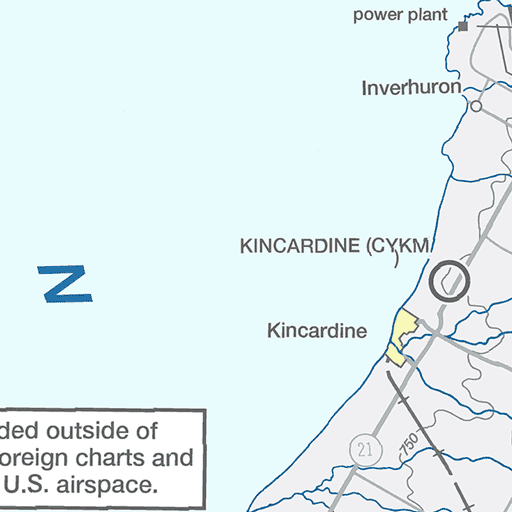 power plant
Inverhuron
KINCARDINE (CYKM
)
N
Kincardine
ded outside of
oreign charts and
U.S. airspace.
21
750